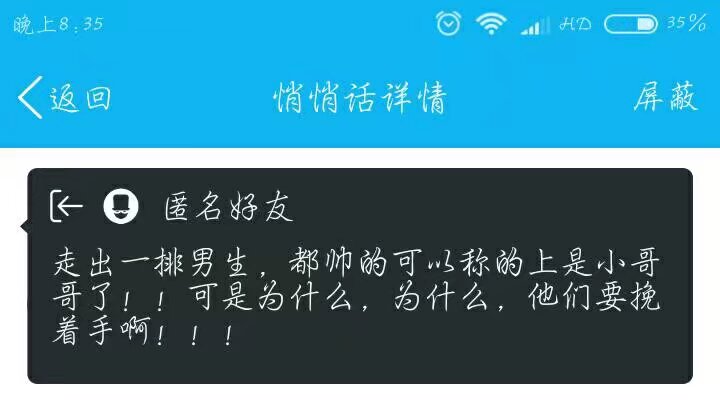 晚上8:35 HD 35%
返回 悄悄话详情 屏蔽
匿名好友
走出一排男生，都帅的可以称的上是小哥
哥了！！可是为什么，为什么，他们要挽
着手啊！！！